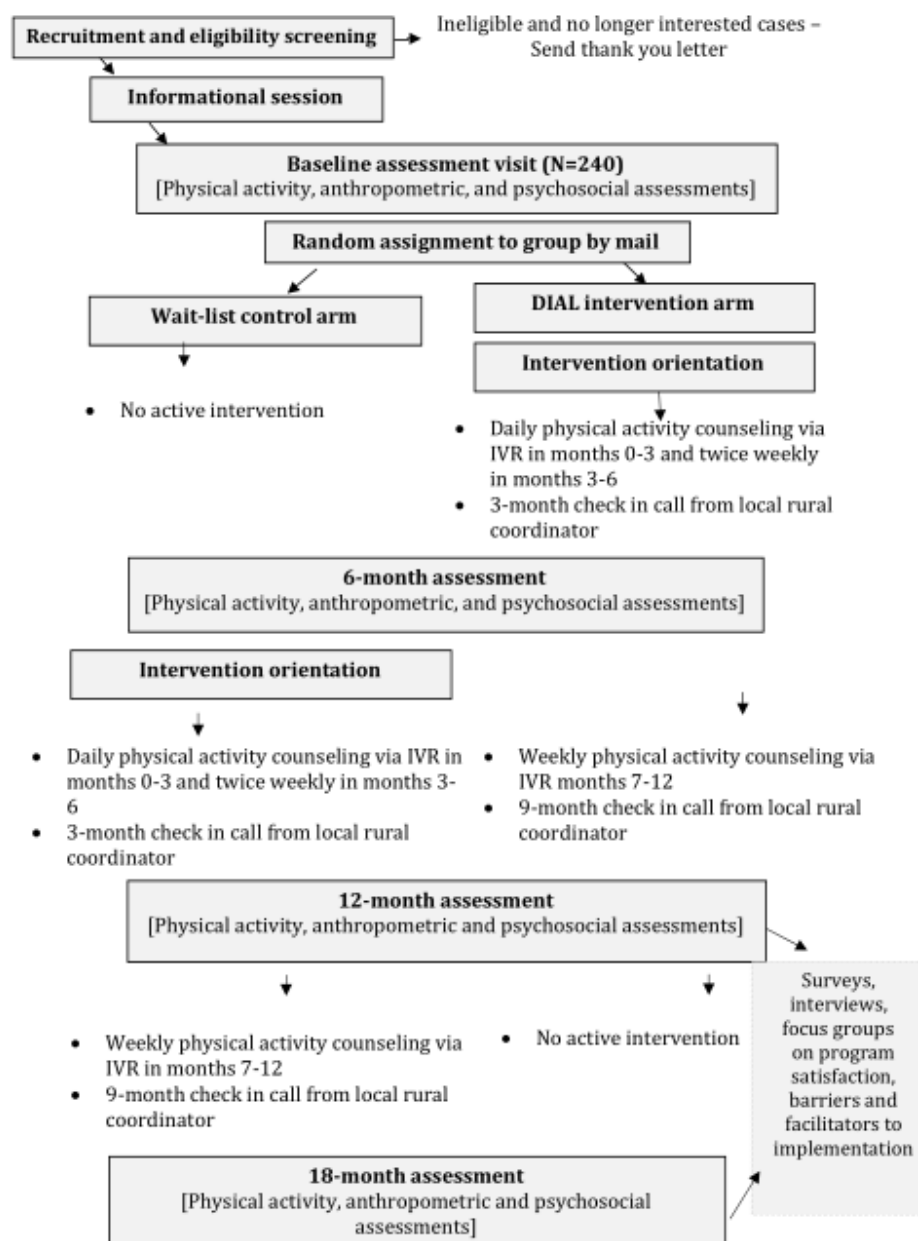 Recruitment and eligibility screening
Ineligible and no longer interested cases –
Send thank you letter
Informational session
Baseline assessment visit (N=240)
[Physical activity, anthropometric, and psychosocial assessments]
Random assignment to group by mail
Wait-list control arm
DIAL intervention arm
Intervention orientation
• No active intervention
• Daily physical activity counseling via
IVR in months 0-3 and twice weekly
in months 3-6
• 3-month check in call from local rural
coordinator
6-month assessment
[Physical activity, anthropometric, and psychosocial assessments]
Intervention orientation
• Daily physical activity counseling via IVR in
months 0-3 and twice weekly in months 3-
6
• 3-month check in call from local rural
coordinator
• Weekly physical activity counseling via
IVR months 7-12
• 9-month check in call from local rural
coordinator
12-month assessment
[Physical activity, anthropometric and psychosocial assessments]
• Weekly physical activity counseling via
IVR in months 7-12
• 9-month check in call from local rural
coordinator
• No active intervention
Surveys,
interviews,
focus groups
on program
satisfaction,
barriers and
facilitators to
implementation
18-month assessment
[Physical activity, anthropometric and psychosocial
assessments]